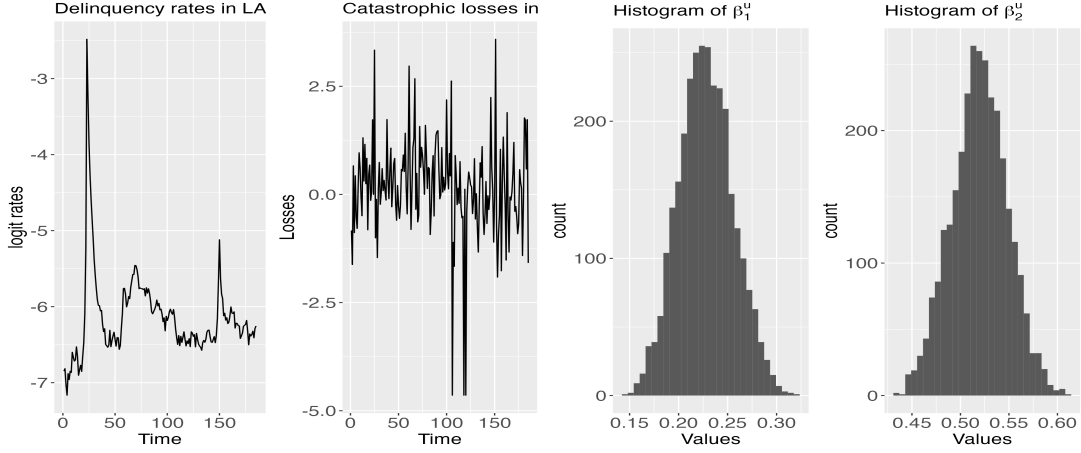 Delinquency rates in LA
logit rates
-3
-4
-5
-6
-7
0 50 100 150
Time
Catastrophic losses in
Losses
2.5
0.0
-2.5
-5.0
0 50 100 150
Time
Histogram of β₁ᵘ
count
200
100
0
0.15 0.20 0.25 0.30
Values
Histogram of β₂ᵘ
count
200
100
0
0.45 0.50 0.55 0.60
Values